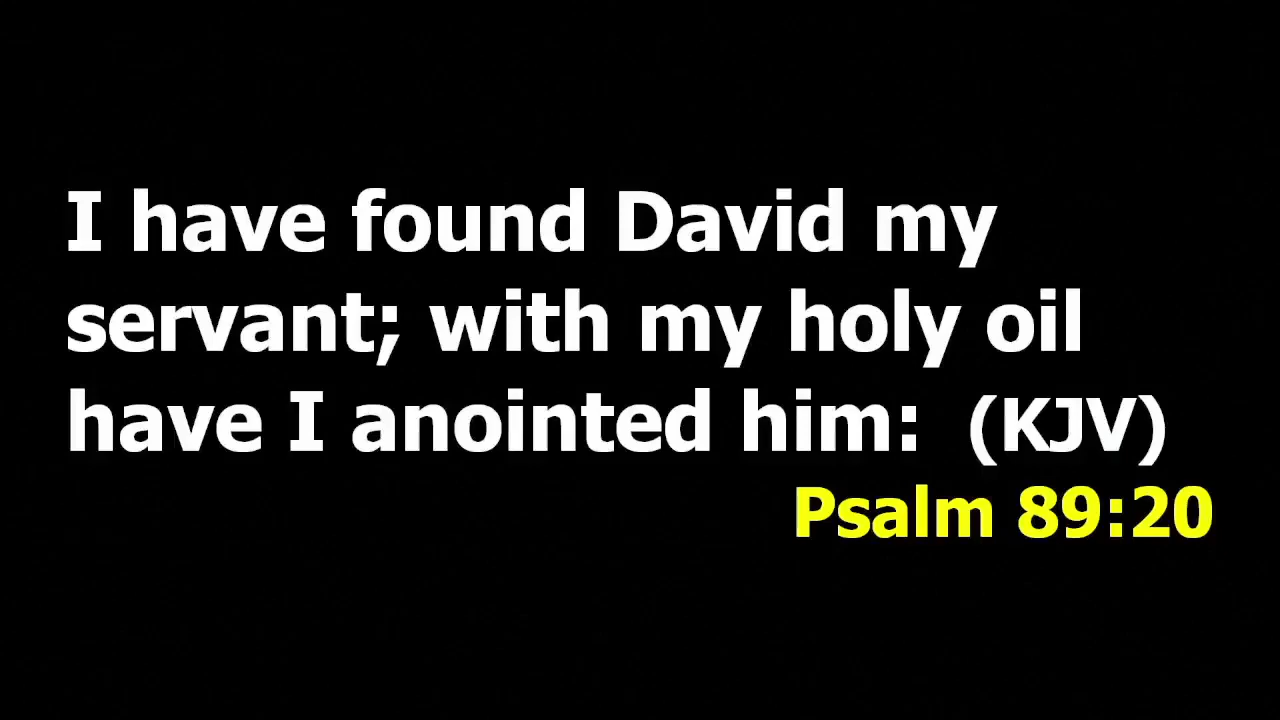 I have found David my
servant; with my holy oil
have I anointed him: (KJV)
Psalm 89:20